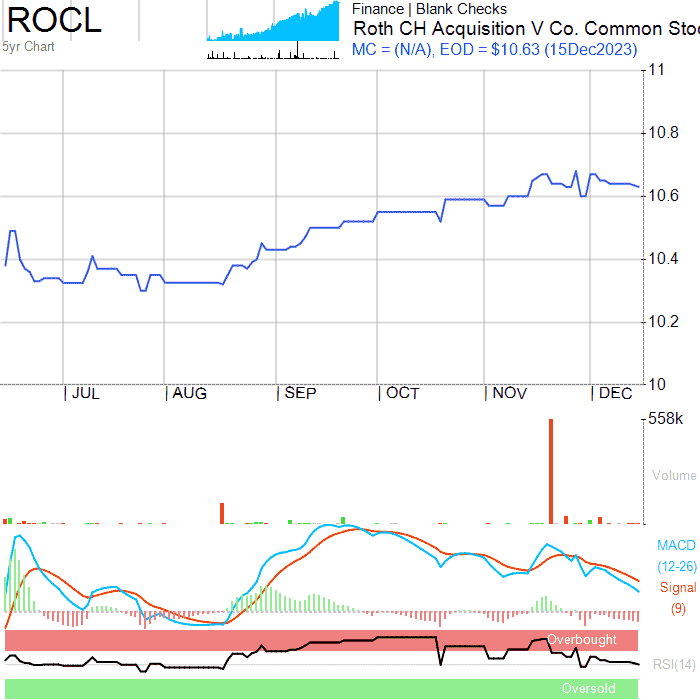 ROCL
5yr Chart
Finance | Blank Checks
Roth CH Acquisition V Co. Common Sto
MC = (N/A), EOD = $10.63 (15Dec2023)
11
10.8
10.6
10.4
10.2
10
| JUL | AUG | SEP | OCT | NOV | DEC
558k
Volume
MACD
(12-26)
Signal
(9)
Overbought
RSI(14)
Oversold